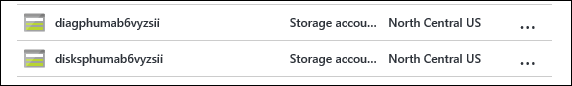 diagphumab6vyzsii Storage accou... North Central US ...
disksphumab6vyzsii Storage accou... North Central US ...